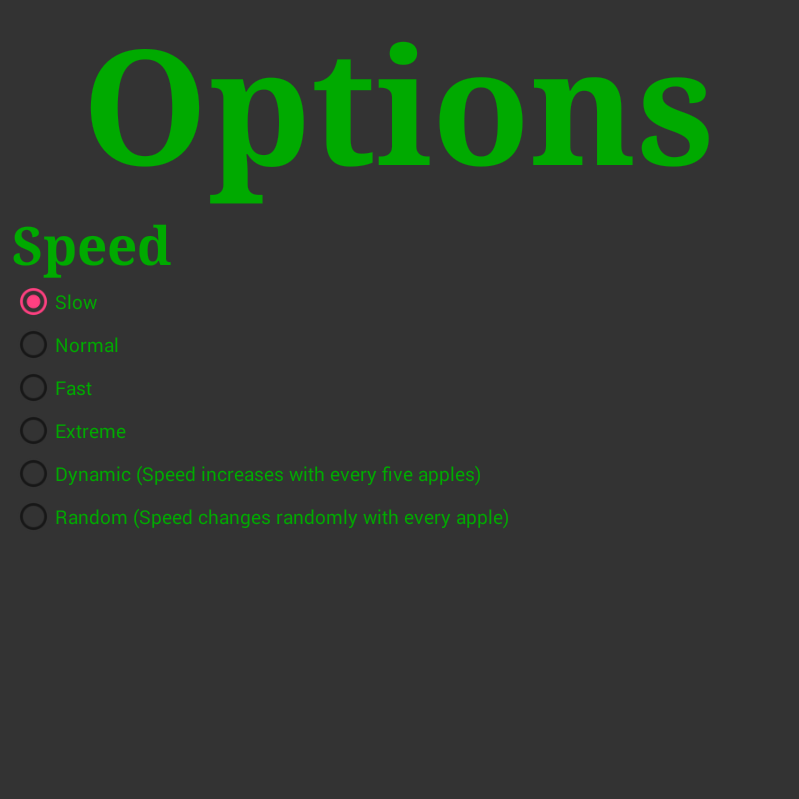 Options
Speed
Slow
Normal
Fast
Extreme
Dynamic (Speed increases with every five apples)
Random (Speed changes randomly with every apple)